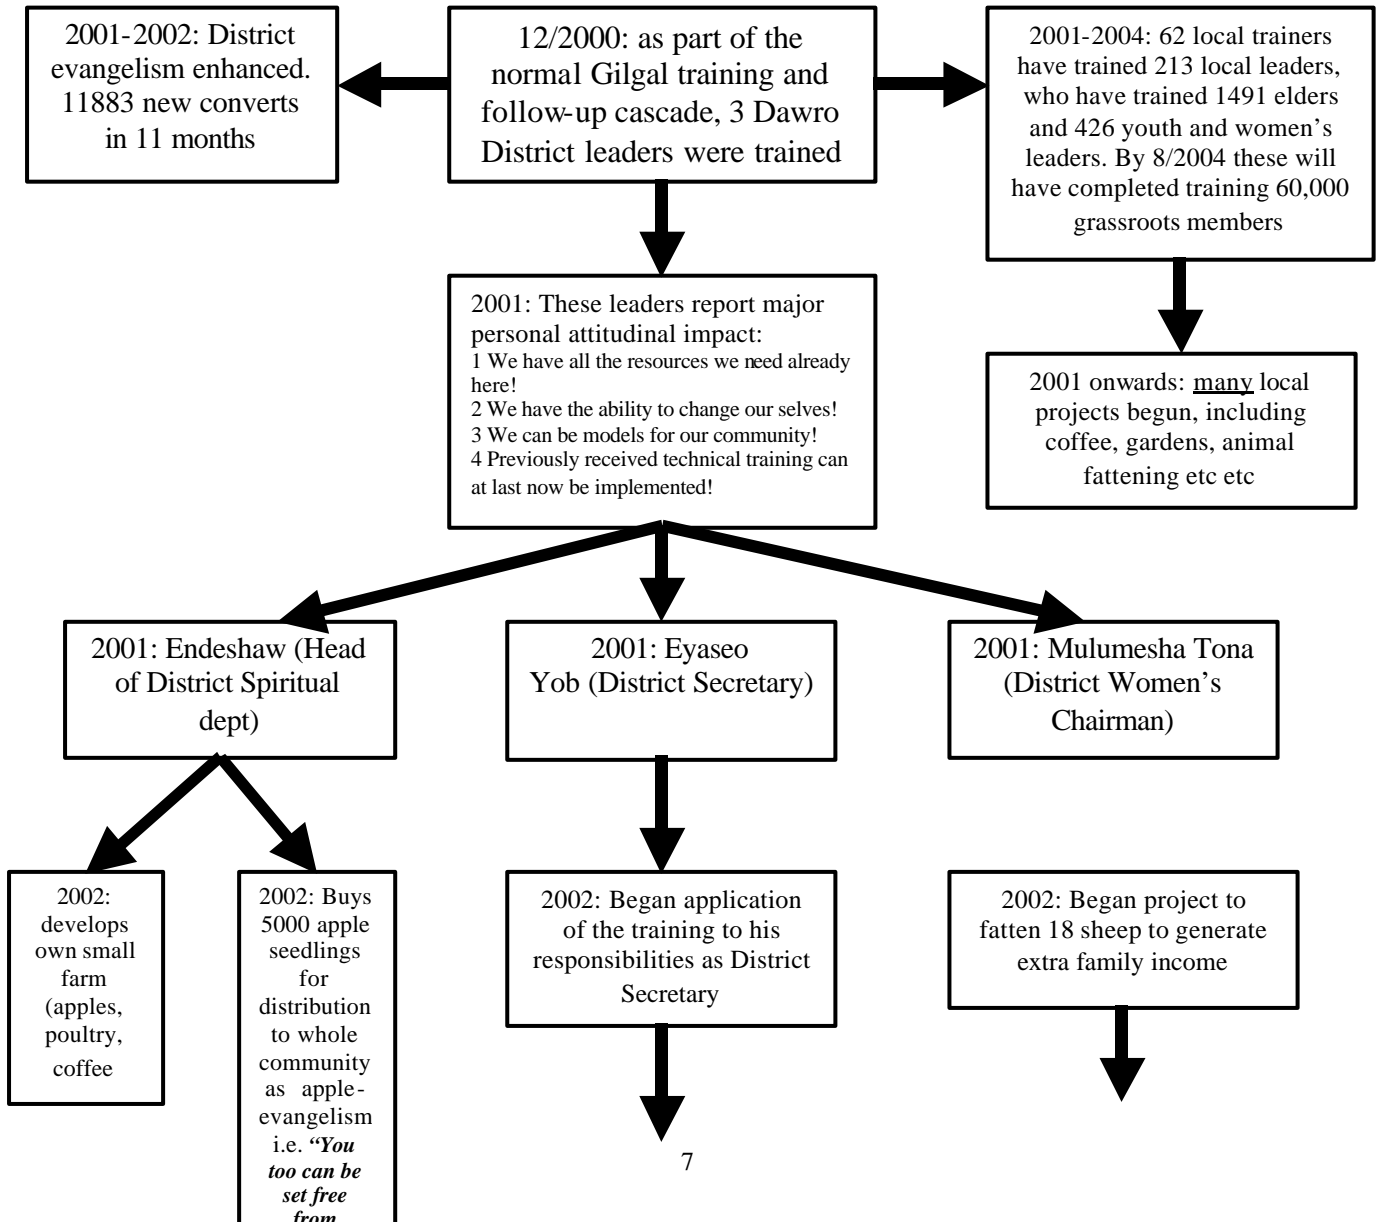 2001-2002: District
evangelism enhanced.
11883 new converts
in 11 months
12/2000: as part of the
normal Gilgal training and
follow-up cascade, 3 Dawro
District leaders were trained
2001-2004: 62 local trainers
have trained 213 local leaders,
who have trained 1491 elders
and 426 youth and women’s
leaders. By 8/2004 these will
have completed training 60,000
grassroots members
2001: These leaders report major
personal attitudinal impact:
1 We have all the resources we need already
here!
2 We have the ability to change our selves!
3 We can be models for our community!
4 Previously received technical training can
at last now be implemented!
2001 onwards: many local
projects begun, including
coffee, gardens, animal
fattening etc etc
2001: Endeshaw (Head
of District Spiritual
dept)
2001: Eyaseo
Yob (District Secretary)
2001: Mulumesha Tona
(District Women’s
Chairman)
2002:
develops
own small
farm
(apples,
poultry,
coffee
2002: Buys
5000 apple
seedlings
for
distribution
to whole
community
as apple-
evangelism
i.e. “You
too can be
set free
from
2002: Began application
of the training to his
responsibilities as District
Secretary
2002: Began project to
fatten 18 sheep to generate
extra family income
7